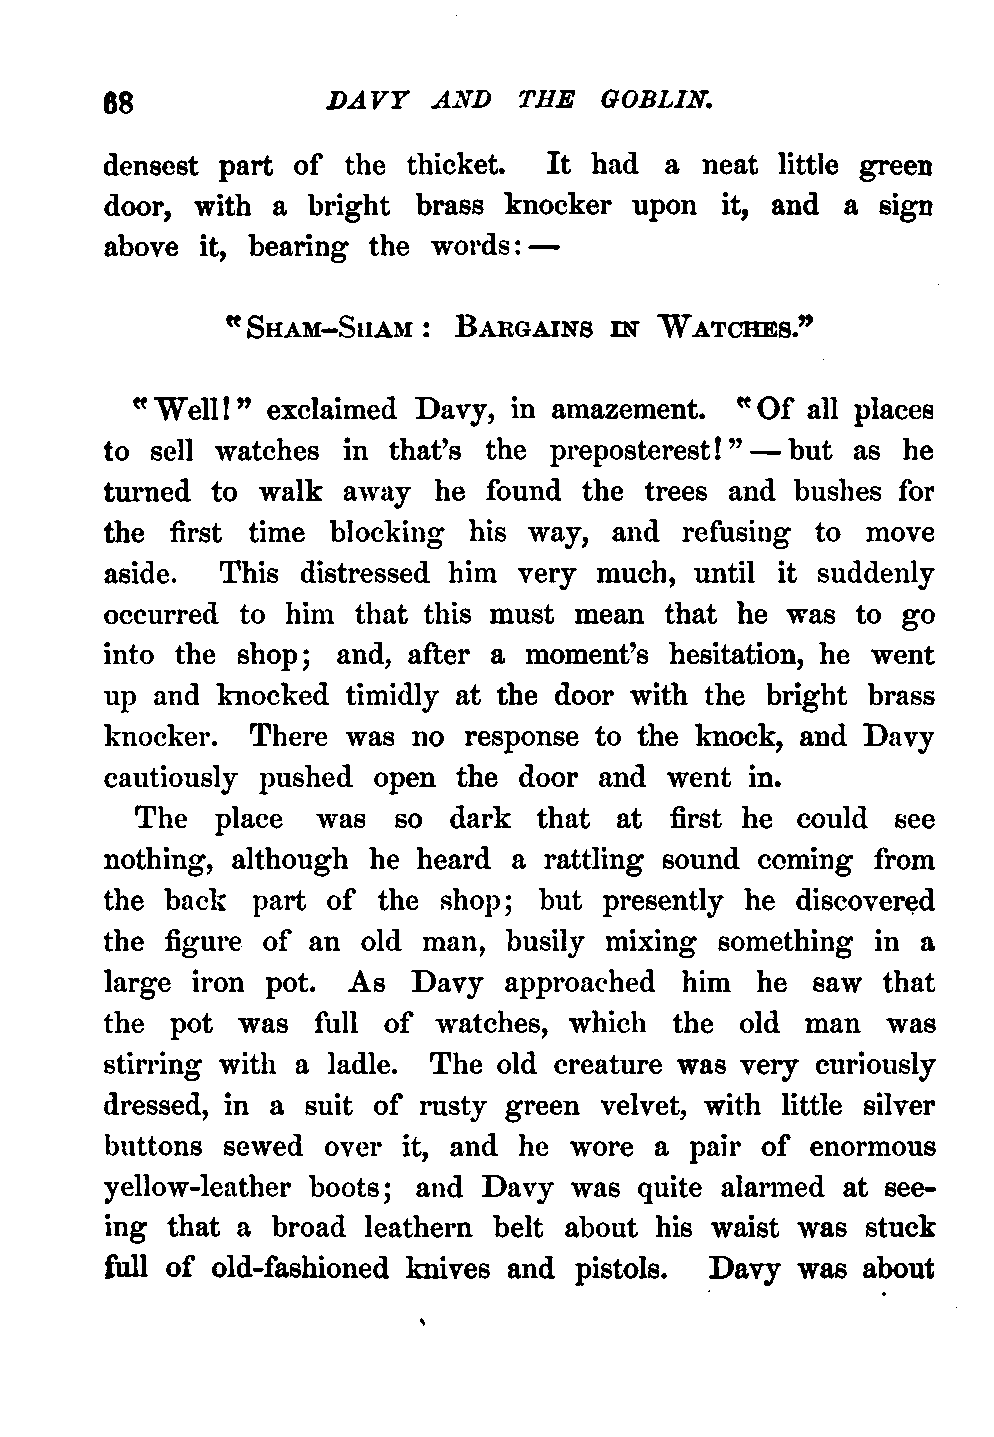 68 DAVY AND THE GOBLIN.
densest part of the thicket. It had a neat little green
door, with a bright brass knocker upon it, and a sign
above it, bearing the words: —
"SHAM-SHAM: BARGAINS IN WATCHES."
"Well!" exclaimed Davy, in amazement. "Of all places
to sell watches in that's the preposterest!" — but as he
turned to walk away he found the trees and bushes for
the first time blocking his way, and refusing to move
aside. This distressed him very much, until it suddenly
occurred to him that this must mean that he was to go
into the shop; and, after a moment's hesitation, he went
up and knocked timidly at the door with the bright brass
knocker. There was no response to the knock, and Davy
cautiously pushed open the door and went in.
The place was so dark that at first he could see
nothing, although he heard a rattling sound coming from
the back part of the shop; but presently he discovered
the figure of an old man, busily mixing something in a
large iron pot. As Davy approached him he saw that
the pot was full of watches, which the old man was
stirring with a ladle. The old creature was very curiously
dressed, in a suit of rusty green velvet, with little silver
buttons sewed over it, and he wore a pair of enormous
yellow-leather boots; and Davy was quite alarmed at see-
ing that a broad leathern belt about his waist was stuck
full of old-fashioned knives and pistols. Davy was about